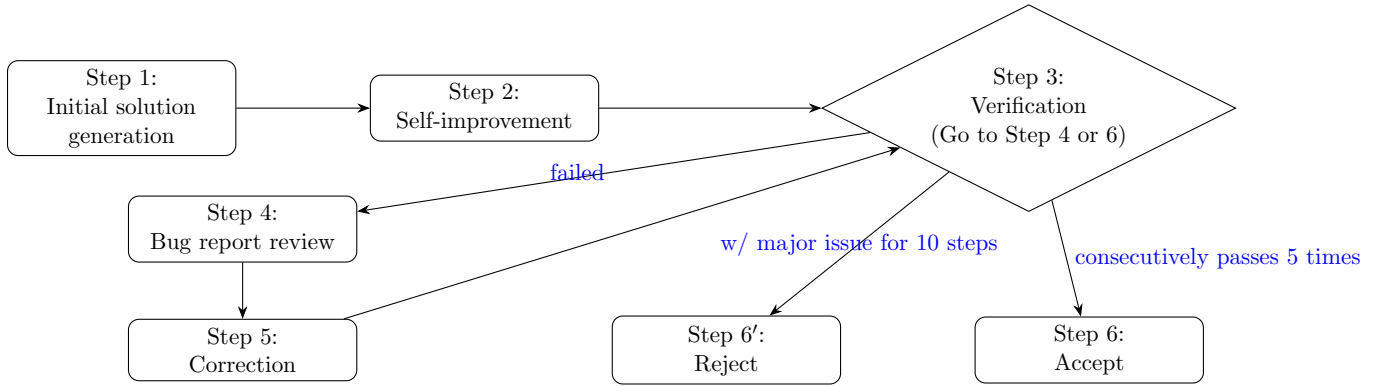 Step 1:
Initial solution
generation
Step 2:
Self-improvement
Step 3:
Verification
(Go to Step 4 or 6)
failed
Step 4:
Bug report review
w/ major issue for 10 steps
consecutively passes 5 times
Step 5:
Correction
Step 6′:
Reject
Step 6:
Accept